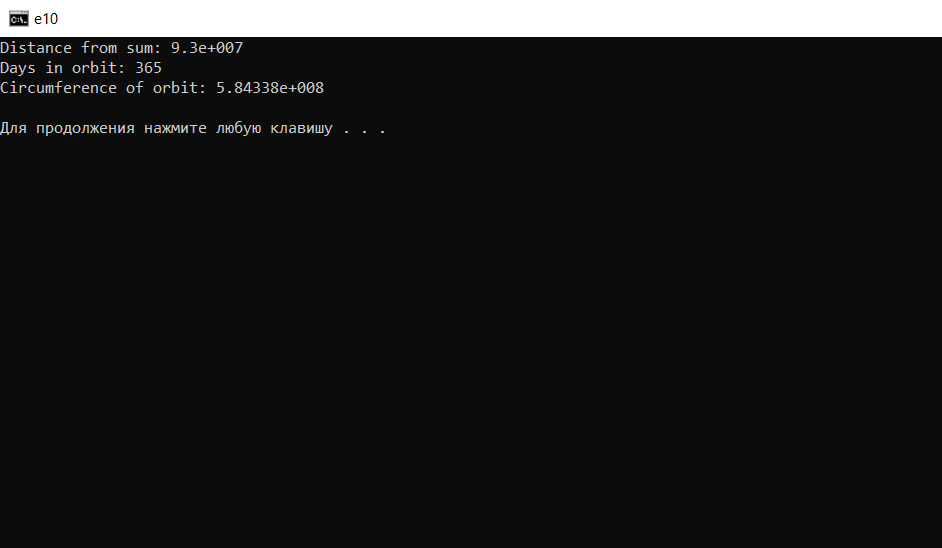 e10
Distance from sum: 9.3e+007
Days in orbit: 365
Circumference of orbit: 5.84338e+008
Для продолжения нажмите любую клавишу . . .